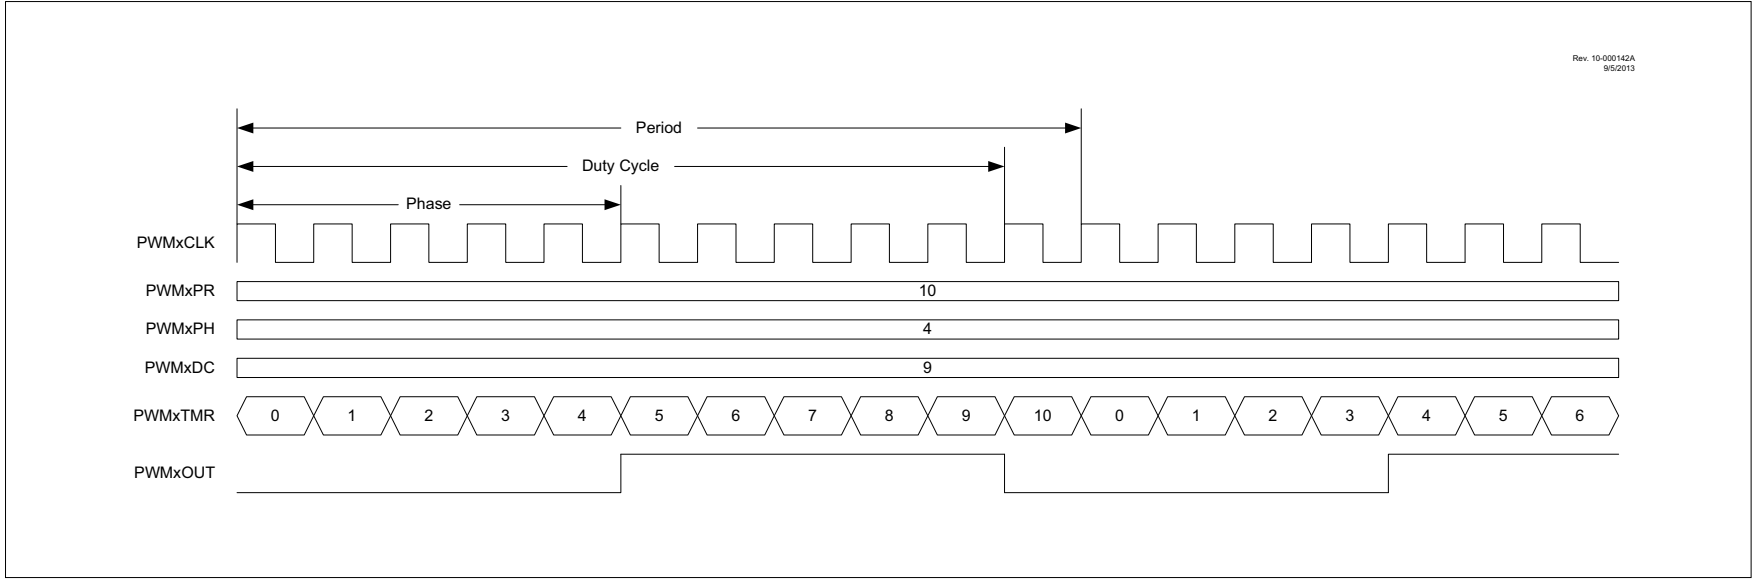 Rev. 10-000142A
9/5/2013
Period
Duty Cycle
Phase
PWMxCLK
PWMxPR 10
PWMxPH 4
PWMxDC 9
PWMxTMR 0 1 2 3 4 5 6 7 8 9 10 0 1 2 3 4 5 6
PWMxOUT